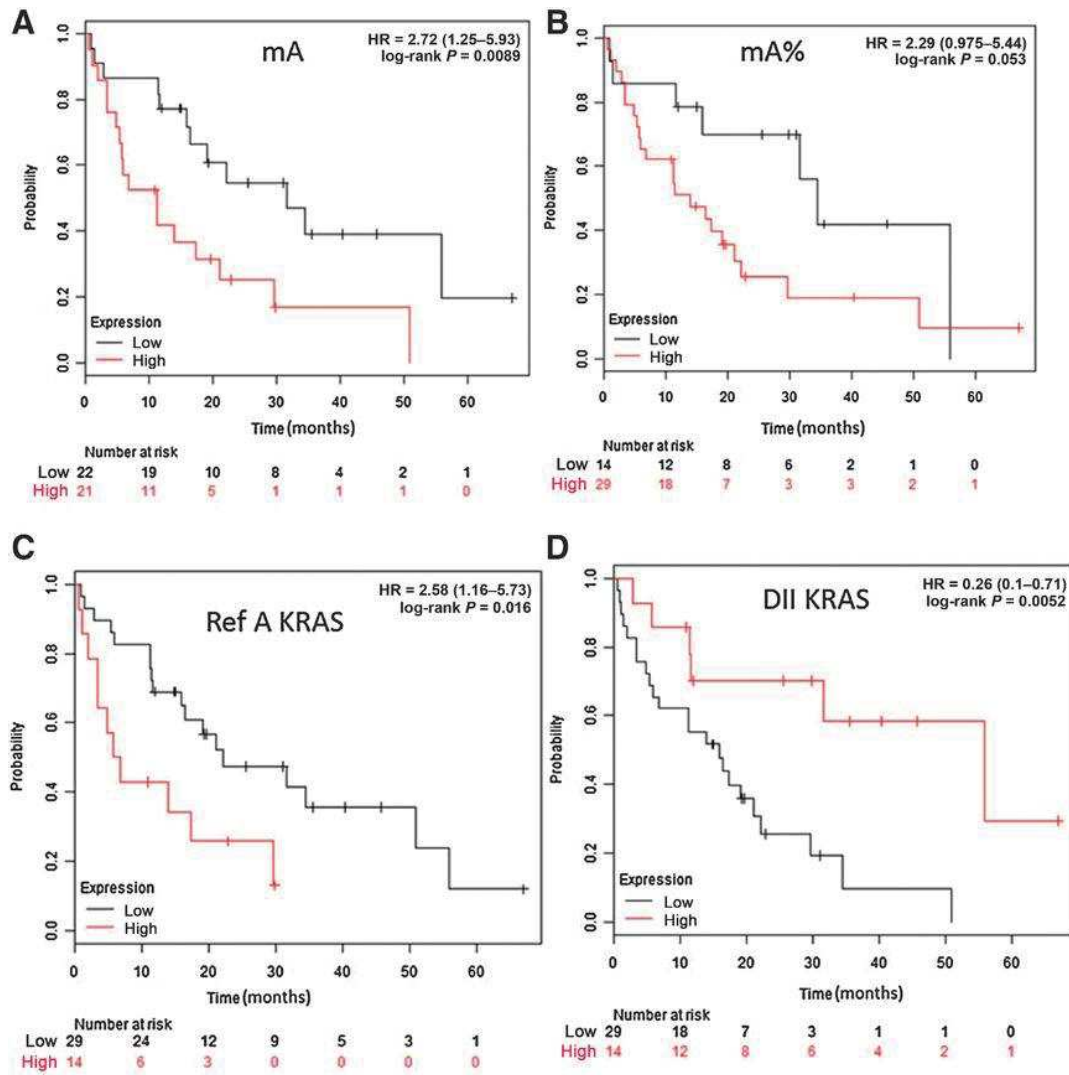 A
mA
HR = 2.72 (1.25–5.93)
log-rank P = 0.0089
Probability
1.0
0.8
0.6
0.4
0.2
0.0
Expression
Low
High
0 10 20 30 40 50 60
Time (months)
Number at risk
Low 22 19 10 8 4 2 1
High 21 11 5 1 1 1 0
B
mA%
HR = 2.29 (0.975–5.44)
log-rank P = 0.053
Probability
1.0
0.8
0.6
0.4
0.2
0.0
Expression
Low
High
0 10 20 30 40 50 60
Time (months)
Number at risk
Low 14 12 8 6 2 1 0
High 29 18 7 3 3 2 1
C
Ref A KRAS
HR = 2.58 (1.16–5.73)
log-rank P = 0.016
Probability
1.0
0.8
0.6
0.4
0.2
0.0
Expression
Low
High
0 10 20 30 40 50 60
Time (months)
Number at risk
Low 29 24 12 9 5 3 1
High 14 6 3 0 0 0 0
D
DII KRAS
HR = 0.26 (0.1–0.71)
log-rank P = 0.0052
Probability
1.0
0.8
0.6
0.4
0.2
0.0
Expression
Low
High
0 10 20 30 40 50 60
Time (months)
Number at risk
Low 29 18 7 3 1 1 0
High 14 12 8 6 4 2 1